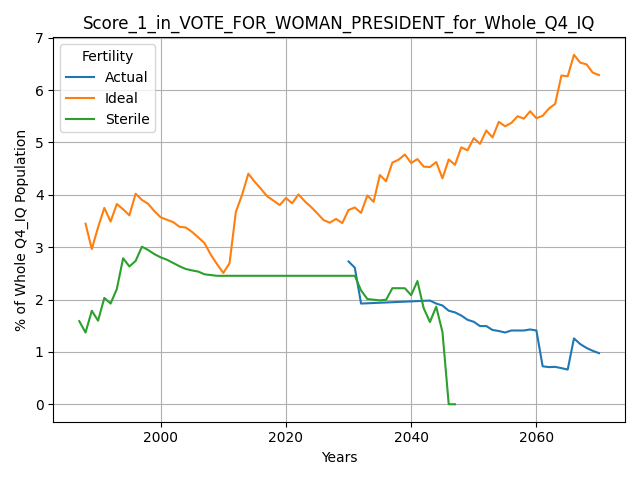 Score_1_in_VOTE_FOR_WOMAN_PRESIDENT_for_Whole_Q4_IQ
Fertility
Actual
Ideal
Sterile
% of Whole Q4_IQ Population
7
6
5
4
3
2
1
0
2000
2020
2040
2060
Years